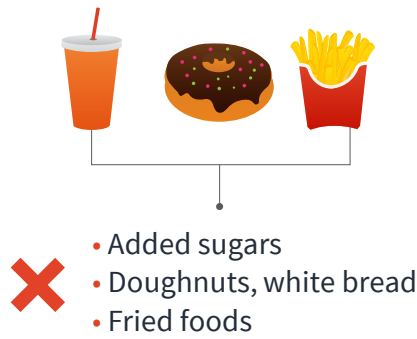 • Added sugars
• Doughnuts, white bread
• Fried foods